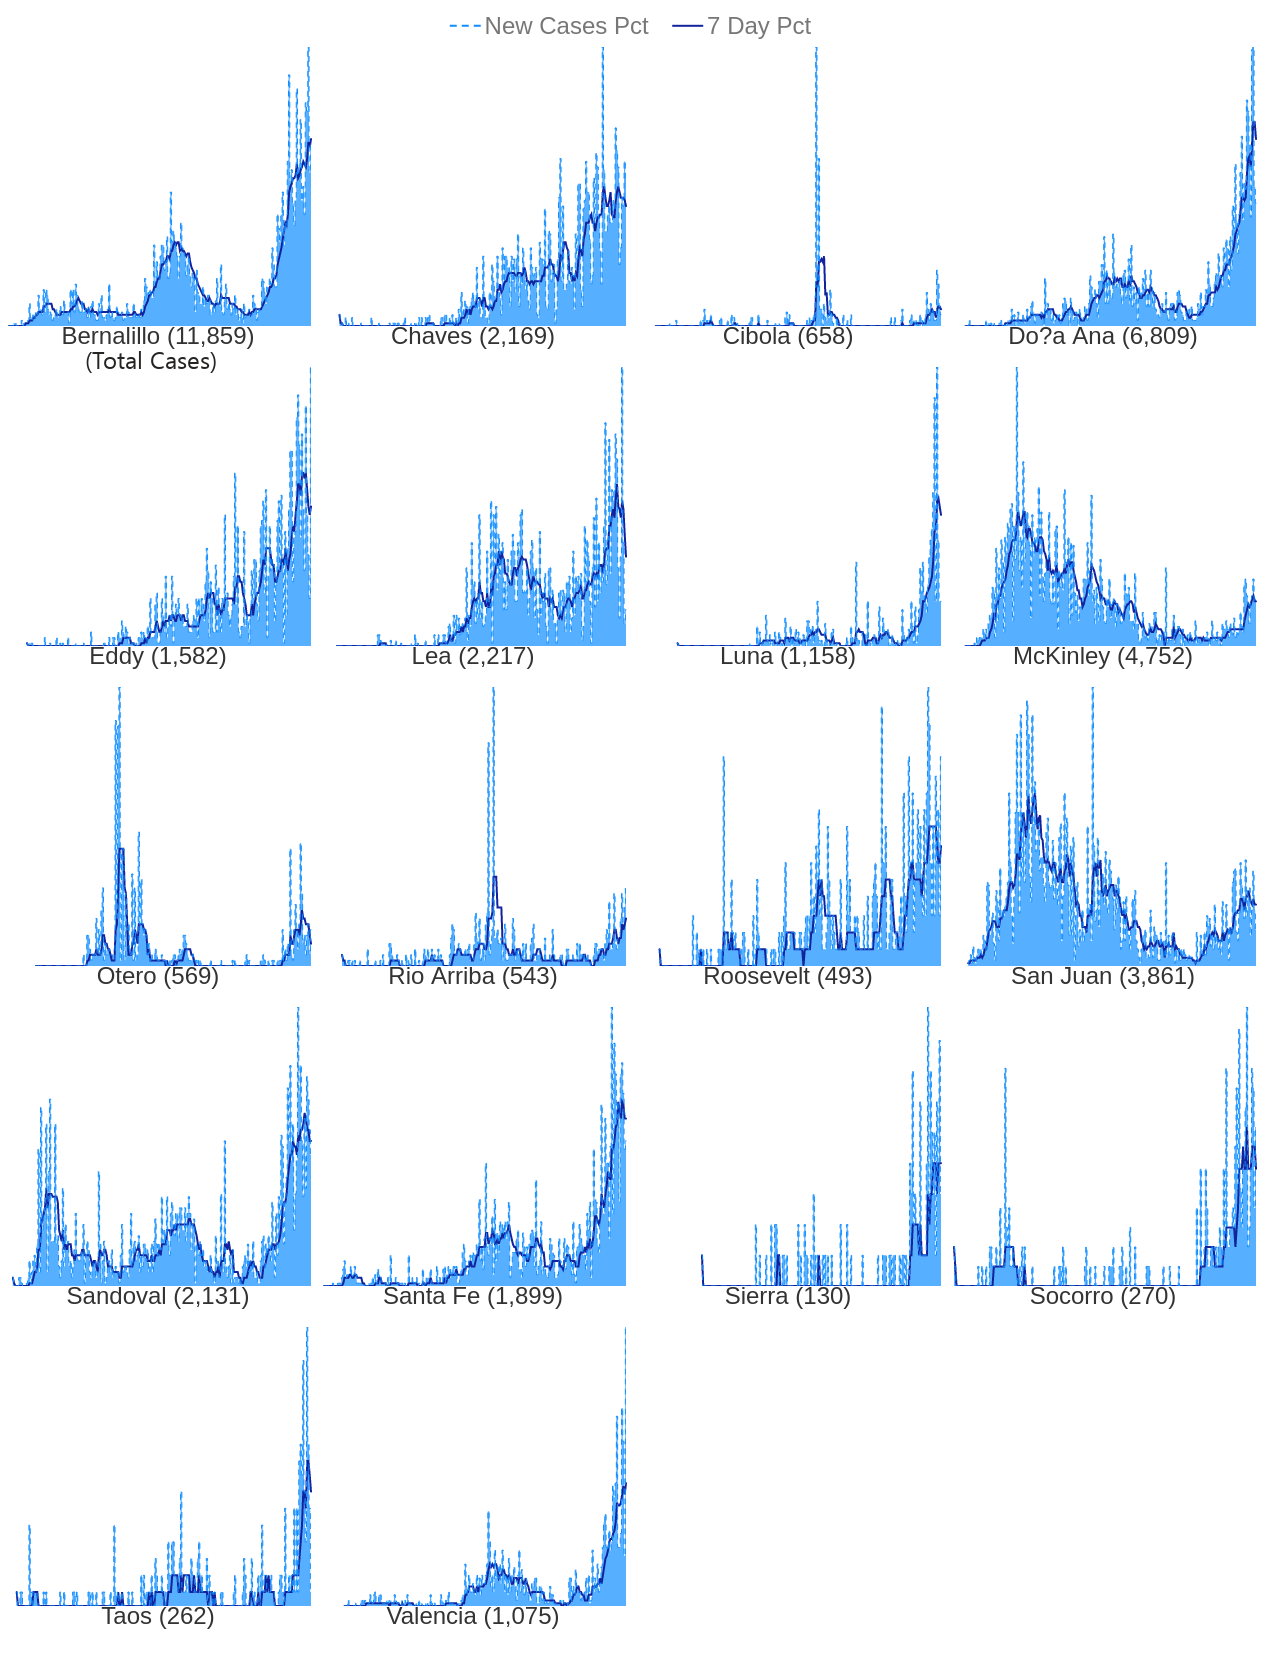 New Cases Pct 7 Day Pct
Bernalillo (11,859) Chaves (2,169) Cibola (658) Do?a Ana (6,809)
(Total Cases)
Eddy (1,582) Lea (2,217) Luna (1,158) McKinley (4,752)
Otero (569) Rio Arriba (543) Roosevelt (493) San Juan (3,861)
Sandoval (2,131) Santa Fe (1,899) Sierra (130) Socorro (270)
Taos (262) Valencia (1,075)